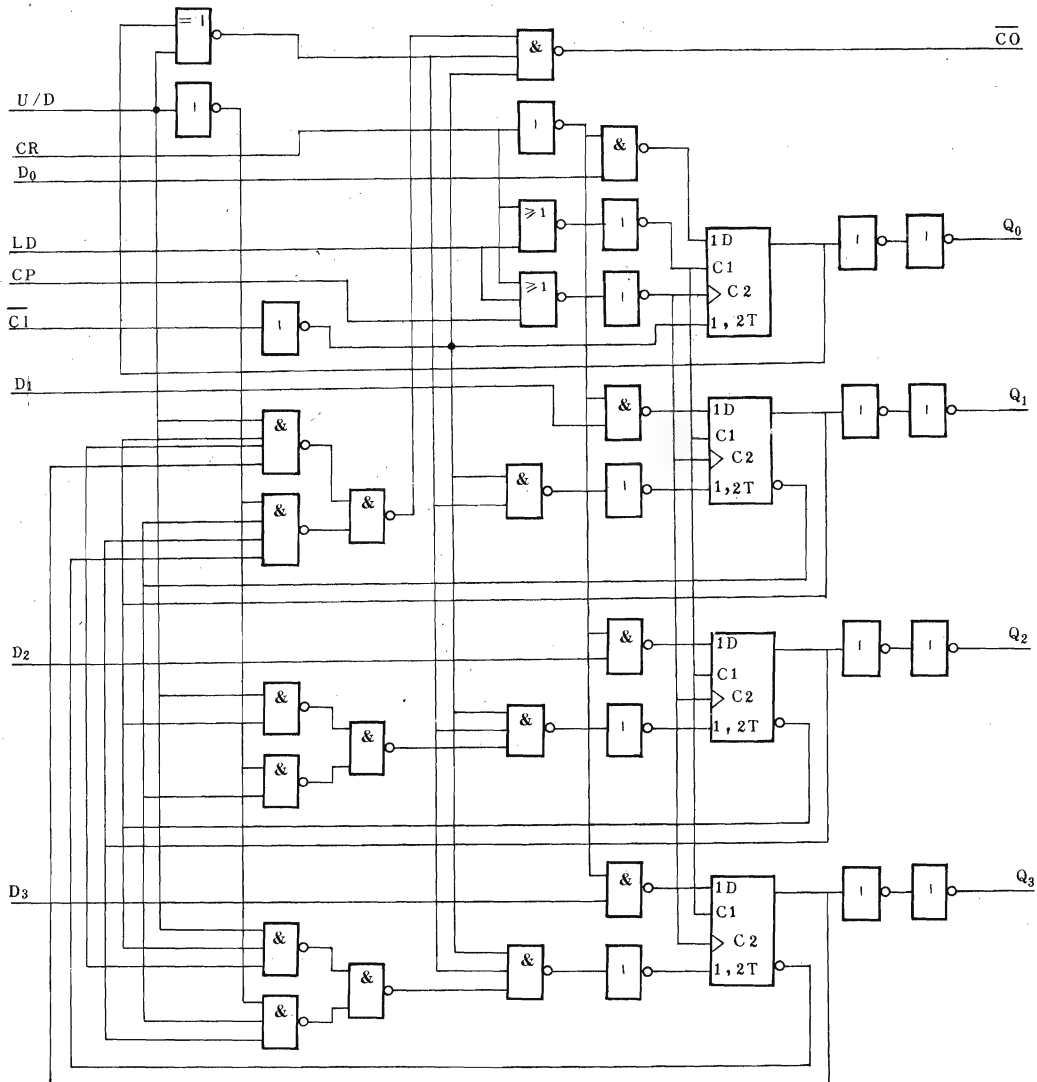 = 1
& CO
U/D
1
CR
1
&
D0
≥1 1
LD
1D 1 1 Q0
CP
≥1 1
C1
C2
CI
1
1, 2T
D1
&
1D 1 1 Q1
&
C1
C2
& 1
1, 2T
&
&
D2
&
1D 1 1 Q2
C1
&
C2
& 1
1, 2T
&
&
D3
&
1D 1 1 Q3
C1
&
C2
& 1
1, 2T
&
&